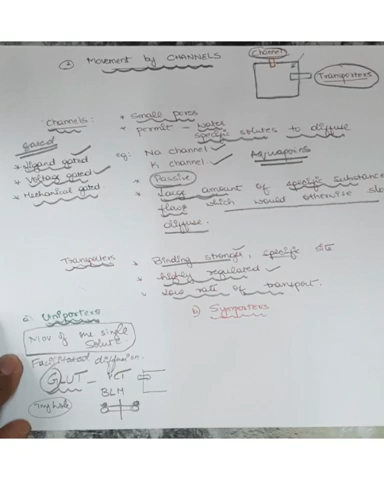 ② Movement by CHANNELS
Channel
Transporters
Channels: * small pores
* permit - water
specific solutes to diffuse
gated
* Ligand gated
* Voltage gated
* Mechanical gated
eg: Na channel
K channel
Aquaporins
* Passive
* Large amount of specific substance
flow which would otherwise slow
diffuse.
Transporters * Binding strength, specific
* highly regulated
* low rate of transport.
a: Uniporters
b) Symporters
Mov of one single
solute
Facilitated diffusion.
GLUT - PCT
BLM